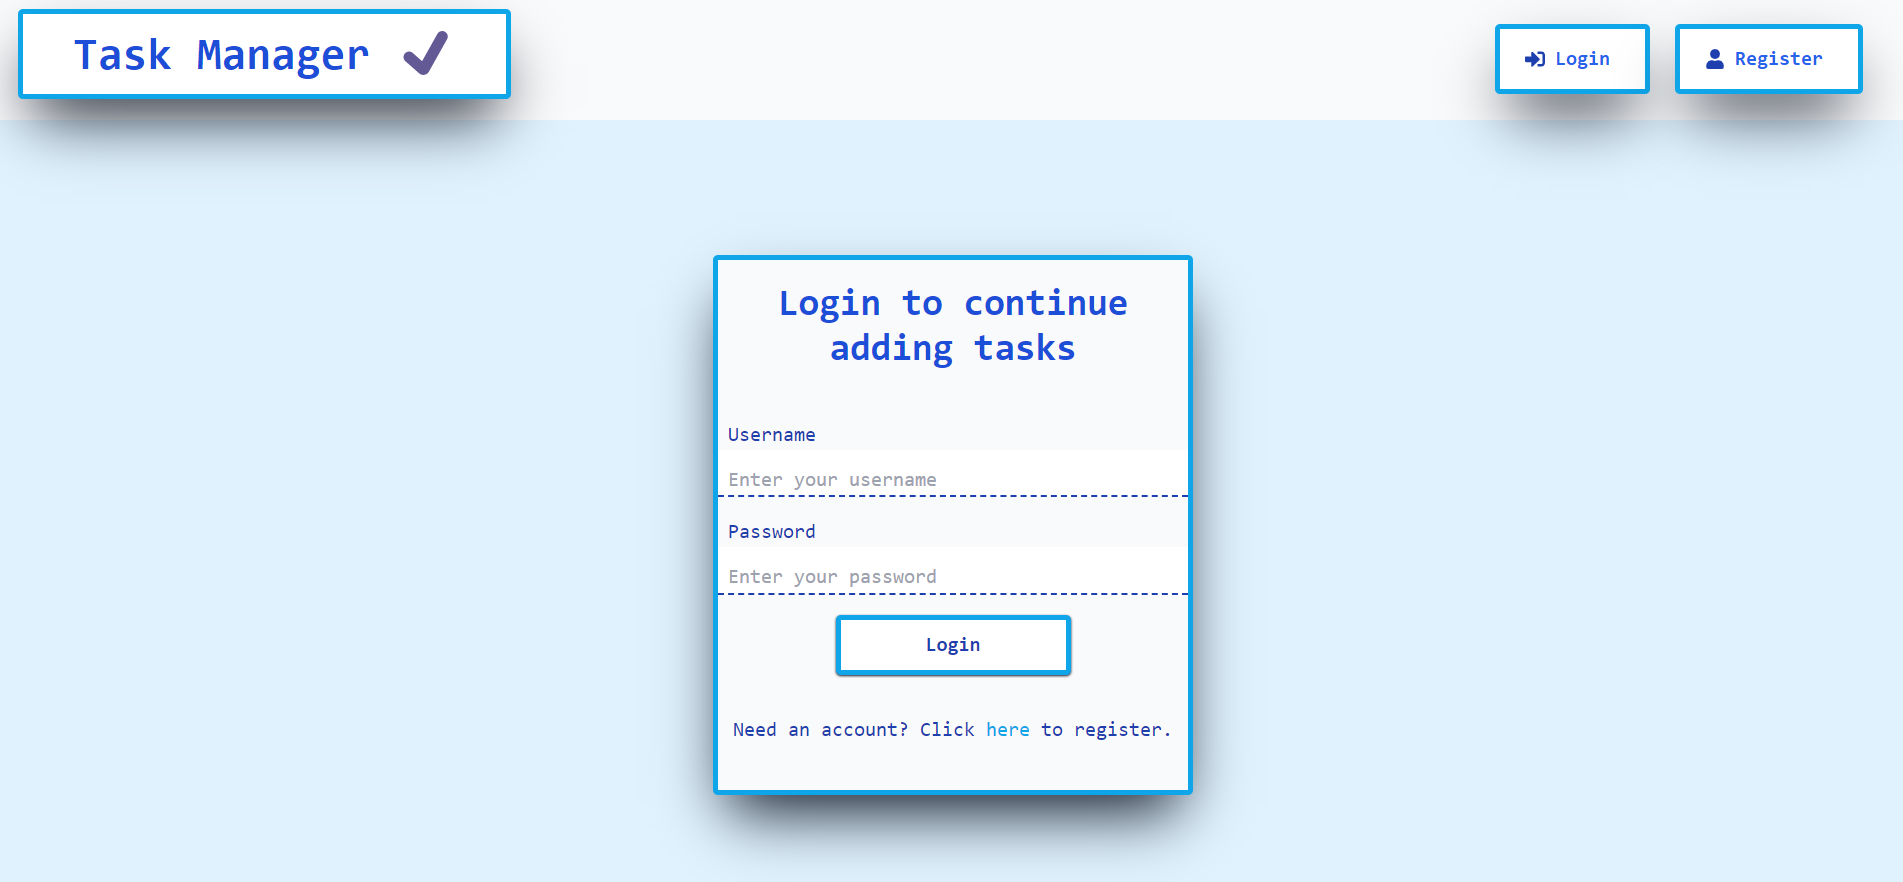 Task Manager
Login
Register
Login to continue
adding tasks
Username
Enter your username
Password
Enter your password
Login
Need an account? Click here to register.